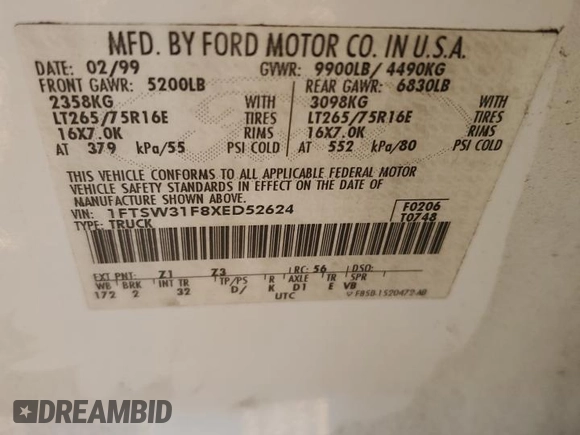 MFD. BY FORD MOTOR CO. IN U.S.A.
DATE: 02/99 GVWR: 9900LB/ 4490KG
FRONT GAWR: 5200LB REAR GAWR: 6830LB
2358KG WITH 3098KG WITH
LT265/75R16E TIRES LT265/75R16E TIRES
16X7.0K RIMS 16X7.0K RIMS
AT 379 kPa/55 PSI COLD AT 552 kPa/80 PSI COLD
THIS VEHICLE CONFORMS TO ALL APPLICABLE FEDERAL MOTOR
VEHICLE SAFETY STANDARDS IN EFFECT ON THE DATE OF
MANUFACTURE SHOWN ABOVE.
VIN: 1FTSW31F8XED52624 F0206
TYPE: TRUCK T0748
EXT PNT: Z1 Z3 RC: 56 DSO:
WB BRK INT TR TP/PS R AXLE TR SPR
172 2 32 D/ K D1 E VB
UTC F85B-1520472-AB
DREAMBID